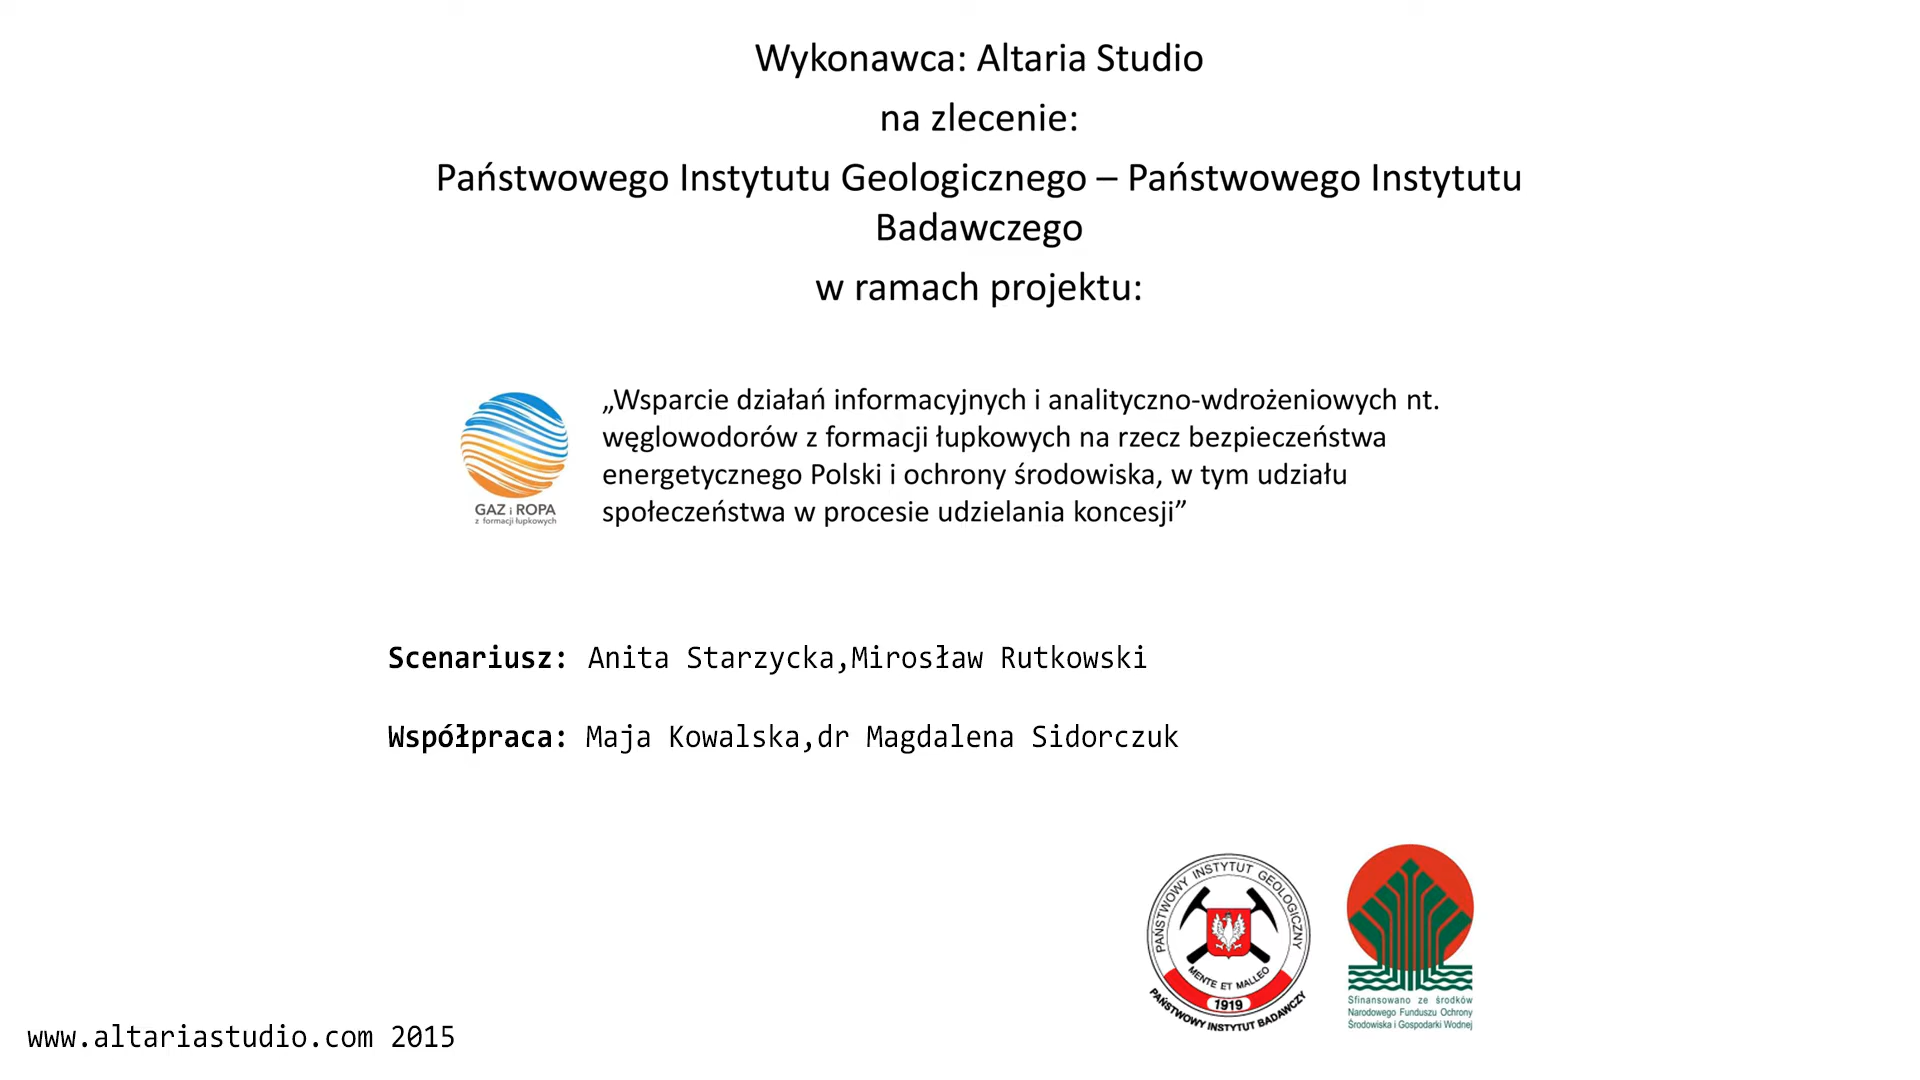 Wykonawca: Altaria Studio
na zlecenie:
Państwowego Instytutu Geologicznego – Państwowego Instytutu
Badawczego
w ramach projektu:
„Wsparcie działań informacyjnych i analityczno-wdrożeniowych nt.
węglowodorów z formacji łupkowych na rzecz bezpieczeństwa
energetycznego Polski i ochrony środowiska, w tym udziału
społeczeństwa w procesie udzielania koncesji”
GAZ i ROPA
z formacji łupkowych
Scenariusz: Anita Starzycka,Mirosław Rutkowski
Współpraca: Maja Kowalska,dr Magdalena Sidorczuk
PAŃSTWOWY INSTYTUT GEOLOGICZNY
MENTE ET MALLEO
1919
PAŃSTWOWY INSTYTUT BADAWCZY
Sfinansowano ze środków
Narodowego Funduszu Ochrony
Środowiska i Gospodarki Wodnej
www.altariastudio.com 2015